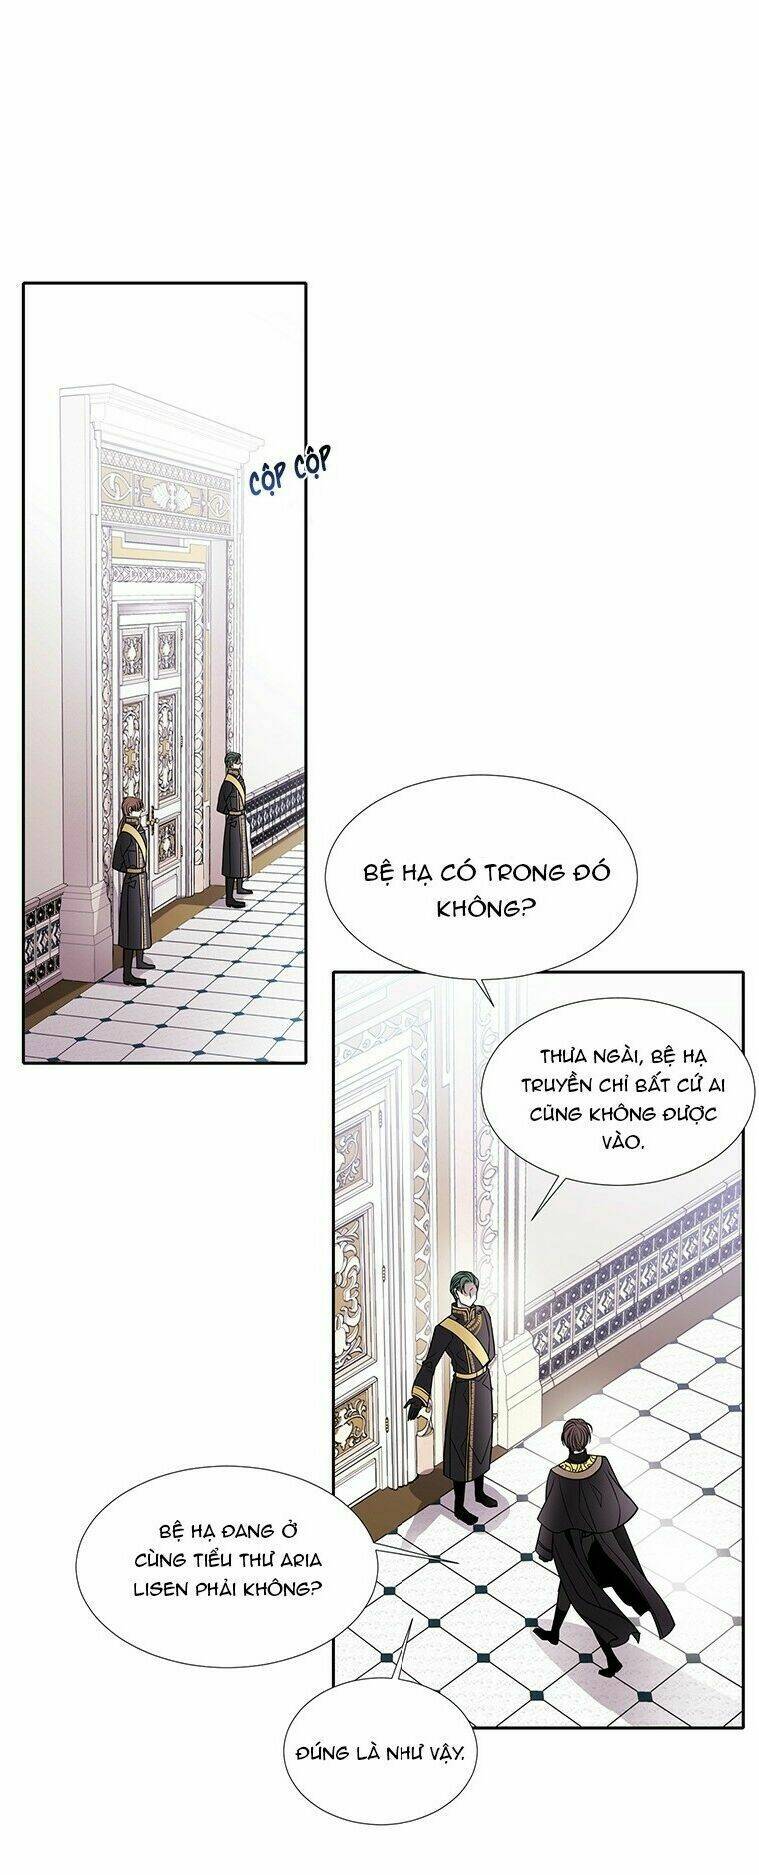 CỘP CỘP
BỆ HẠ CÓ TRONG ĐÓ
KHÔNG?
THƯA NGÀI, BỆ HẠ
TRUYỀN CHỈ BẤT CỨ AI
CŨNG KHÔNG ĐƯỢC
VÀO.
BỆ HẠ ĐANG Ở
CÙNG TIỂU THƯ ARIA
LISEN PHẢI KHÔNG?
ĐÚNG LÀ NHƯ VẬY.